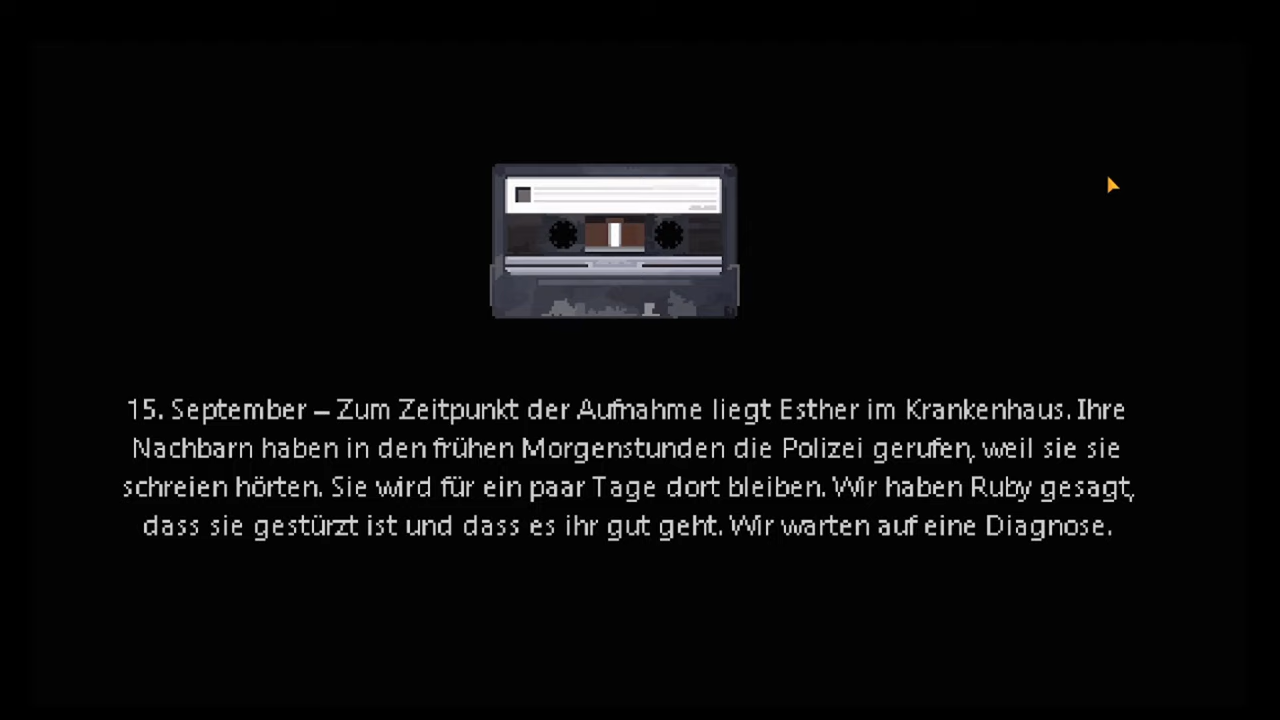 15. September – Zum Zeitpunkt der Aufnahme liegt Esther im Krankenhaus. Ihre
Nachbarn haben in den frühen Morgenstunden die Polizei gerufen, weil sie sie
schreien hörten. Sie wird für ein paar Tage dort bleiben. Wir haben Ruby gesagt,
dass sie gestürzt ist und dass es ihr gut geht. Wir warten auf eine Diagnose.